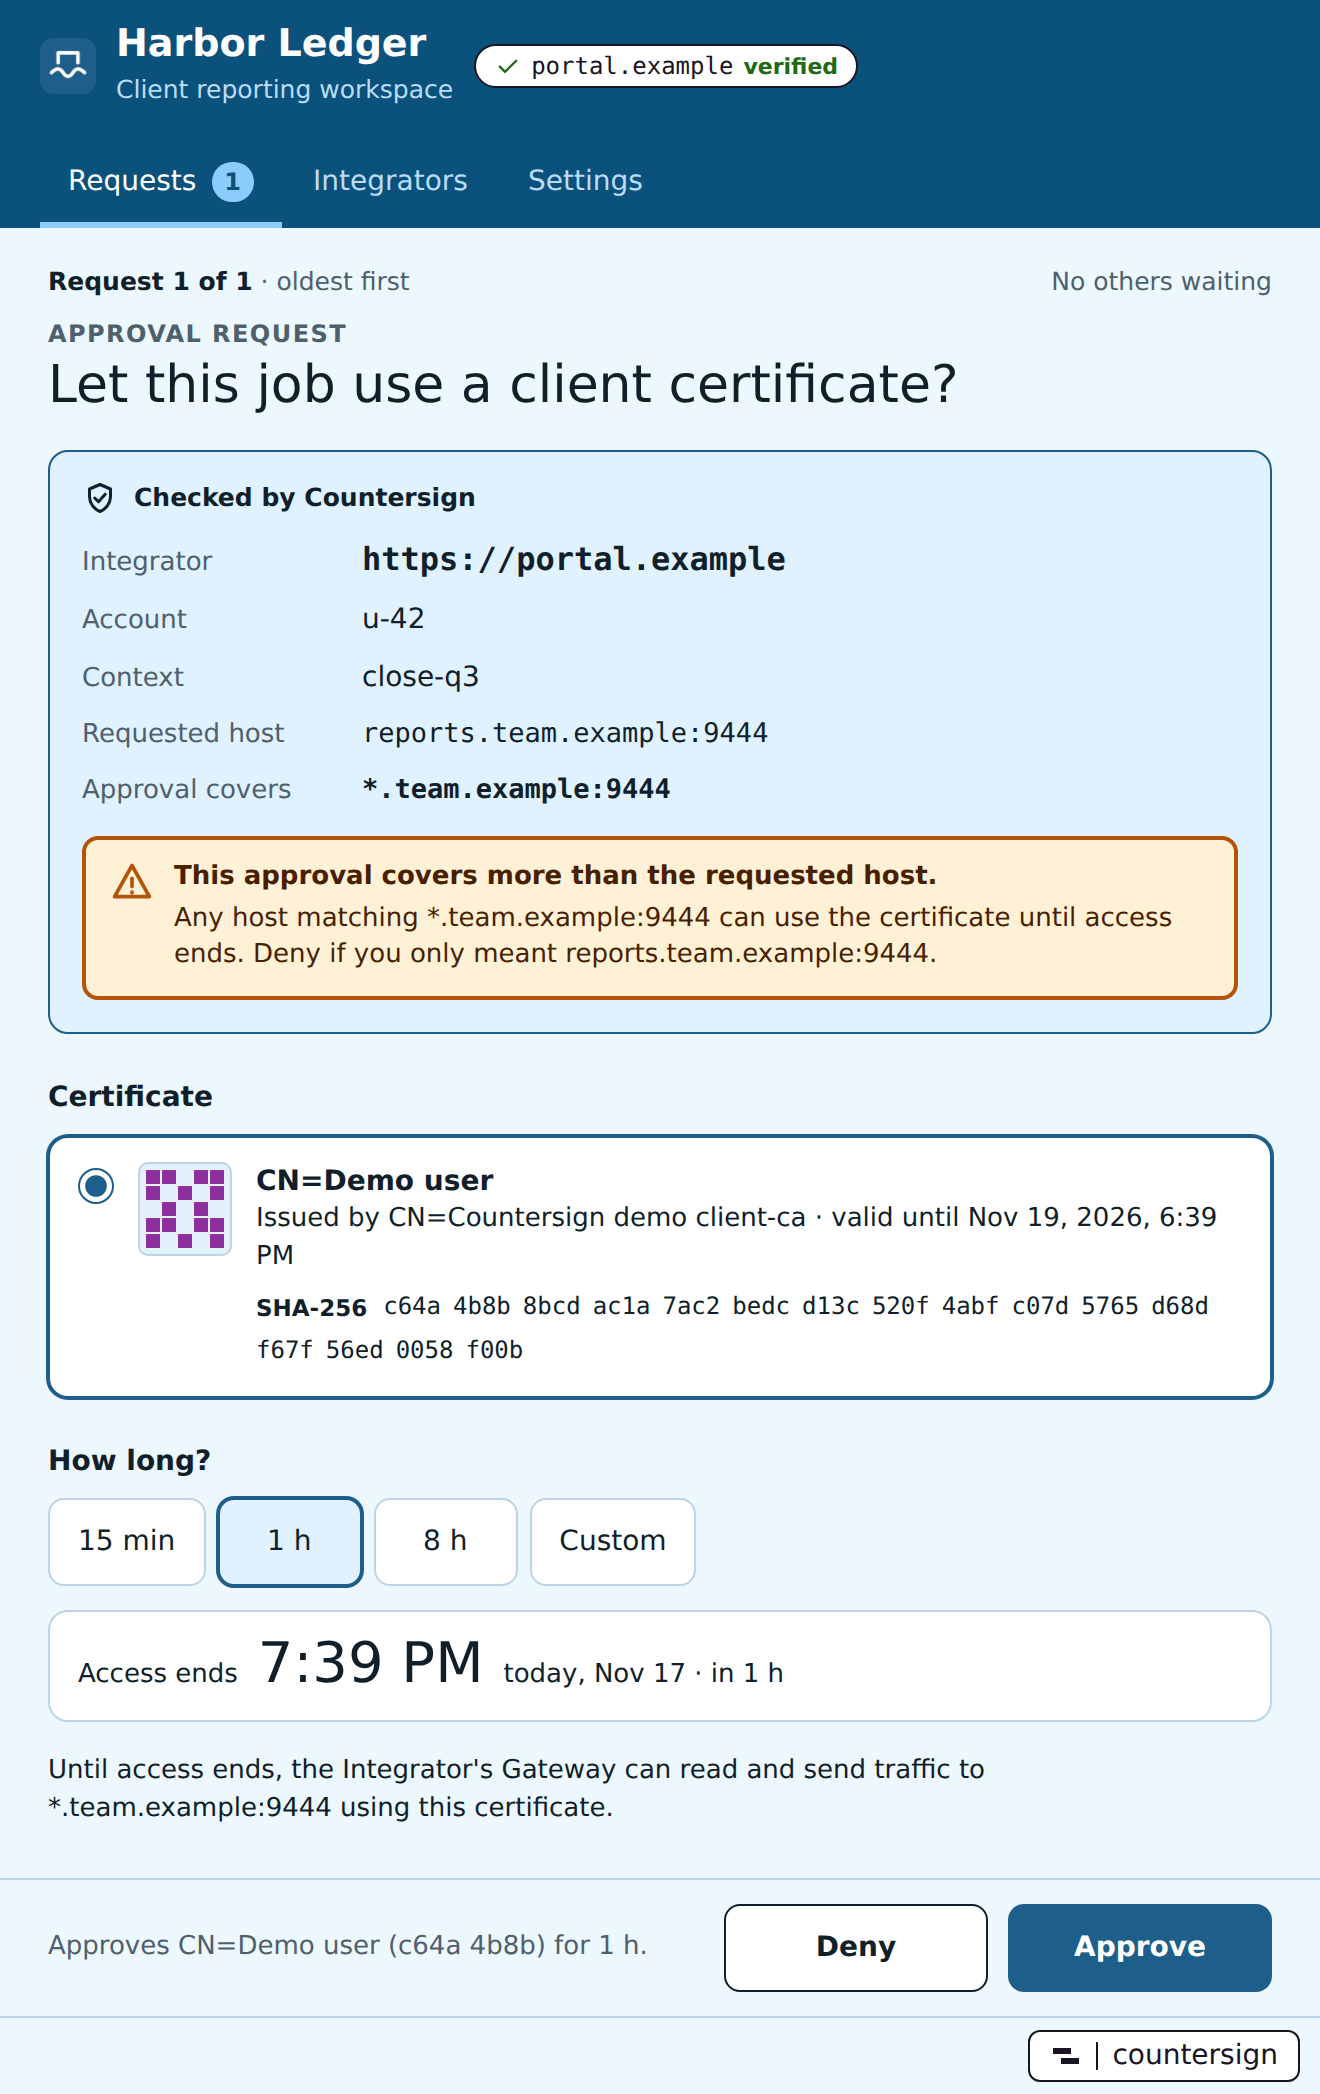 Harbor Ledger
Client reporting workspace
portal.example verified
Requests 1
Integrators
Settings
Request 1 of 1 · oldest first
No others waiting
APPROVAL REQUEST
Let this job use a client certificate?
Checked by Countersign
Integrator https://portal.example
Account u-42
Context close-q3
Requested host reports.team.example:9444
Approval covers *.team.example:9444
This approval covers more than the requested host.
Any host matching *.team.example:9444 can use the certificate until access
ends. Deny if you only meant reports.team.example:9444.
Certificate
CN=Demo user
Issued by CN=Countersign demo client-ca · valid until Nov 19, 2026, 6:39
PM
SHA-256 c64a 4b8b 8bcd ac1a 7ac2 bedc d13c 520f 4abf c07d 5765 d68d
f67f 56ed 0058 f00b
How long?
15 min
1 h
8 h
Custom
Access ends 7:39 PM today, Nov 17 · in 1 h
Until access ends, the Integrator's Gateway can read and send traffic to
*.team.example:9444 using this certificate.
Approves CN=Demo user (c64a 4b8b) for 1 h.
Deny
Approve
countersign